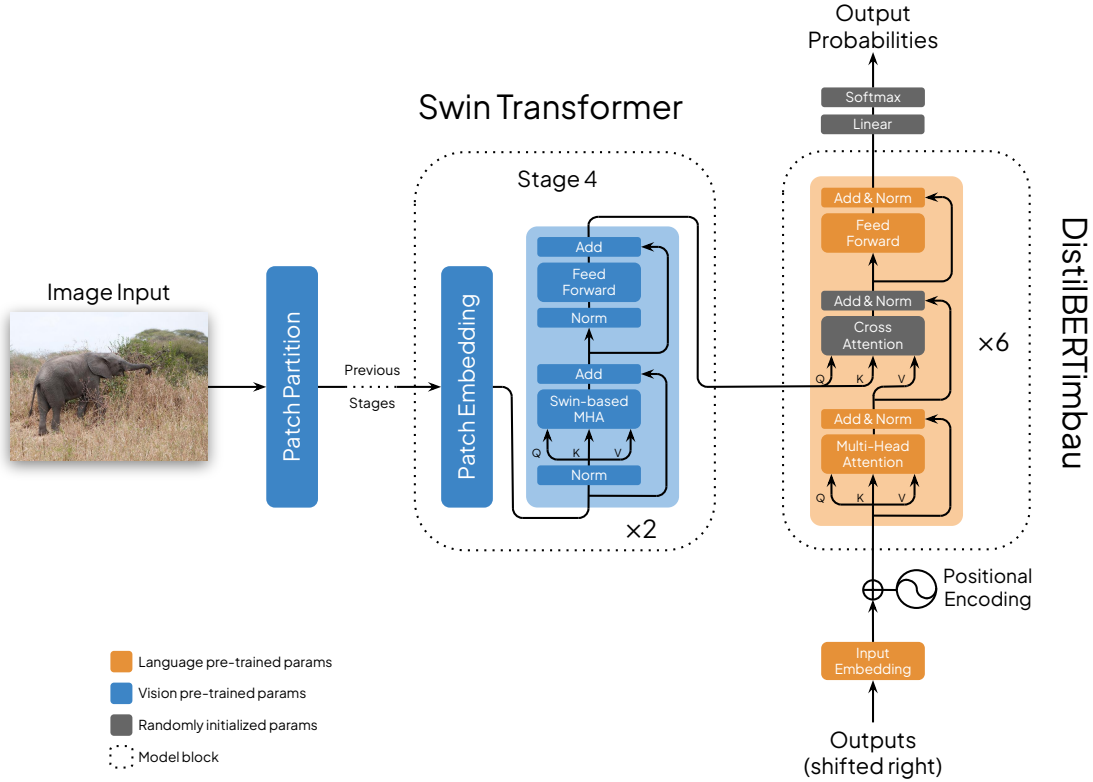 Output
Probabilities
Softmax
Linear
Swin Transformer
Stage 4
Add
Feed
Forward
Norm
Add
Swin-based
MHA
Q K V
Norm
×2
Image Input
Patch Partition
Previous
Stages
Patch Embedding
Add & Norm
Feed
Forward
Add & Norm
Cross
Attention
Q K V
Add & Norm
Multi-Head
Attention
Q K V
×6
DistilBERTimbau
Positional
Encoding
Input
Embedding
Outputs
(shifted right)
Language pre-trained params
Vision pre-trained params
Randomly initialized params
Model block